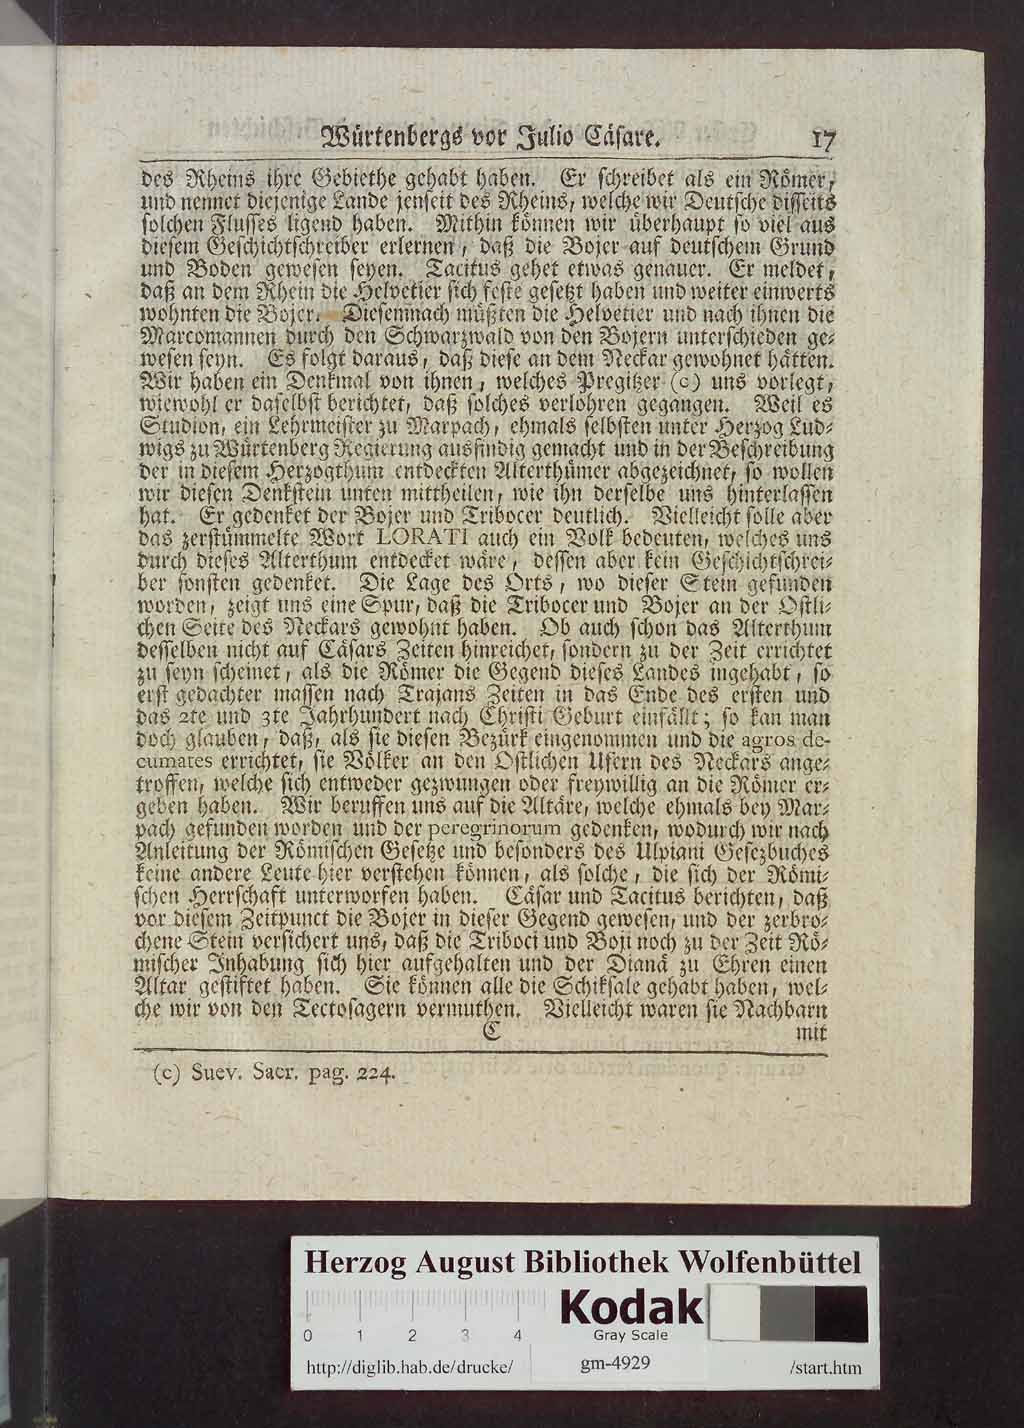 Würtenbergs vor Julio Cäsare. 17
des Rheins ihre Gebiethe gehabt haben. Er schreibet als ein Römer,
und nennet diejenige Lande jenseit des Rheins, welche wir Deutsche disseits
solchen Flusses ligend haben. Mithin können wir überhaupt so viel aus
diesem Geschichtschreiber erlernen, daß die Bojer auf deutschem Grund
und Boden gewesen seyen. Tacitus gehet etwas genauer. Er meldet,
daß an dem Rhein die Helvetier sich feste gesetzt haben und weiter einwerts
wohnten die Bojer. Diesemnach müßten die Helvetier und nach ihnen die
Marcomannen durch den Schwarzwald von den Bojern unterschieden ge-
wesen seyn. Es folgt daraus, daß diese an dem Neckar gewohnet hätten.
Wir haben ein Denkmal von ihnen, welches Pregitzer (c) uns vorlegt,
wiewohl er daselbst berichtet, daß solches verlohren gegangen. Weil es
Studion, ein Lehrmeister zu Marpach, ehmals selbsten unter Herzog Lud-
wigs zu Würtenberg Regierung ausfindig gemacht und in der Beschreibung
der in diesem Herzogthum entdeckten Alterthümer abgezeichnet, so wollen
wir diesen Denkstein unten mittheilen, wie ihn derselbe uns hinterlassen
hat. Er gedenket der Bojer und Tribocer deutlich. Vielleicht solle aber
das zerstümmelte Wort LORATI auch ein Volk bedeuten, welches uns
durch dieses Alterthum entdecket wäre, dessen aber kein Geschichtschrei-
ber sonsten gedenket. Die Lage des Orts, wo dieser Stein gefunden
worden, zeigt uns eine Spur, daß die Tribocer und Bojer an der Ostli-
chen Seite des Neckars gewohnt haben. Ob auch schon das Alterthum
desselben nicht auf Cäsars Zeiten hinreichet, sondern zu der Zeit errichtet
zu seyn scheinet, als die Römer die Gegend dieses Landes ingehabt, so
erst gedachter massen nach Trajans Zeiten in das Ende des ersten und
das 2te und 3te Jahrhundert nach Christi Geburt einfällt; so kan man
doch glauben, daß, als sie diesen Bezürk eingenommen und die agros de-
cumates errichtet, sie Völker an den Ostlichen Ufern des Neckars ange-
troffen, welche sich entweder gezwungen oder freywillig an die Römer er-
geben haben. Wir beruffen uns auf die Altäre, welche ehmals bey Mar-
pach gefunden worden und der peregrinorum gedenken, wodurch wir nach
Anleitung der Römischen Gesetze und besonders des Ulpiani Gesezbuches
keine andere Leute hier verstehen können, als solche, die sich der Römi-
schen Herrschaft unterworfen haben. Cäsar und Tacitus berichten, daß
vor diesem Zeitpunct die Bojer in dieser Gegend gewesen, und der zerbro-
chene Stein versichert uns, daß die Triboci und Boji noch zu der Zeit Rö-
mischer Inhabung sich hier aufgehalten und der Dianä zu Ehren einen
Altar gestiftet haben. Sie können alle die Schiksale gehabt haben, wel-
che wir von den Tectosagern vermuthen. Vielleicht waren sie Nachbarn
C mit
(c) Suev. Sacr. pag. 224.
Herzog August Bibliothek Wolfenbüttel
Kodak
Gray Scale
0 1 2 3 4
http://diglib.hab.de/drucke/ gm-4929 /start.htm